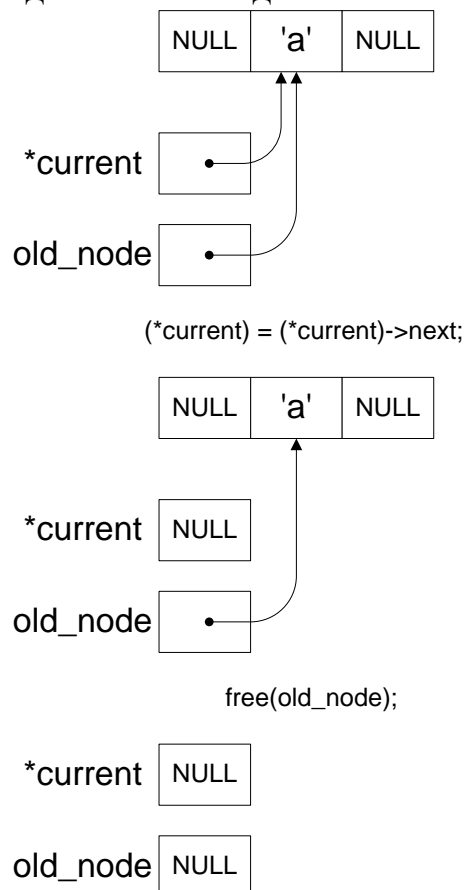 NULL 'a' NULL
*current
old_node
(*current) = (*current)->next;
NULL 'a' NULL
*current NULL
old_node
free(old_node);
*current NULL
old_node NULL